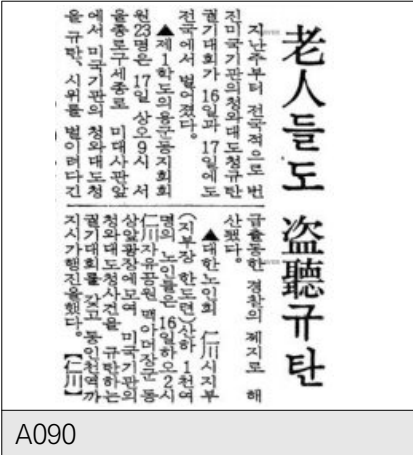 老人들도 盜聽규탄
지난주부터 전국적으로 번
진미국기관의청와대도청규탄
궐기대회가 16일과 17일에도
전국에서 벌어졌다.
▲제1학도의용군동지회회
원23명은 17일 상오9시 서
울종로구세종로 미대사관앞
에서 미국기관의 청와대도청
을 규탄, 시위를 벌이려다긴
급출동한 경찰의 제지로 해
산됐다.
▲대한노인회 仁川시지부
(지부장 한도련)산하 1천여
명의 노인들은 16일하오2시
仁川자유공원 맥아더장군 동
상앞광장에모여 미국기관의
청와대도청사건을 규탄하는
궐기대회를 갖고 동인천역까
지시가행진을했다. 【仁川】
A090